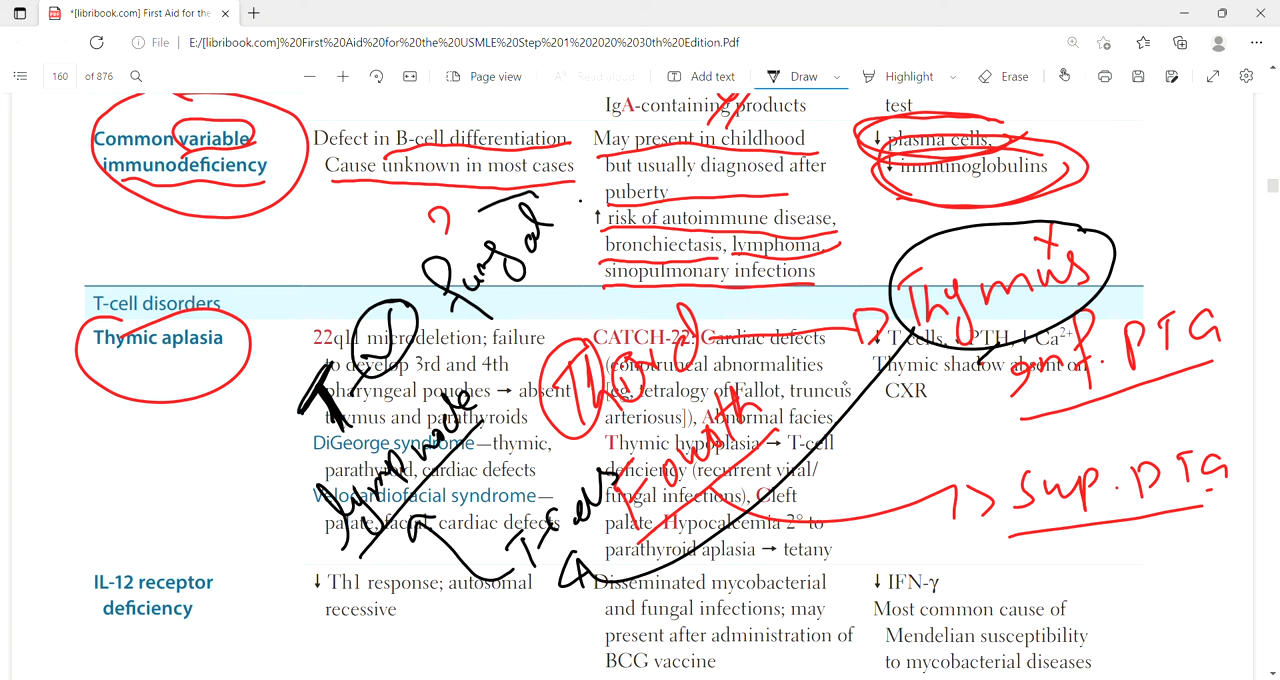 *[libribook.com] First Aid for the
File E:/[libribook.com]%20First%20Aid%20for%20the%20USMLE%20Step%201%202020%2030th%20Edition.Pdf
160 of 876 Page view Read aloud Add text Draw Highlight Erase
IgA-containing products
test
Common variable
immunodeficiency
Defect in B-cell differentiation.
Cause unknown in most cases
May present in childhood
but usually diagnosed after
puberty
↑ risk of autoimmune disease,
bronchiectasis, lymphoma,
sinopulmonary infections
↓ plasma cells,
↓ immunoglobulins
?
fungal
Thymus
T-cell disorders
Thymic aplasia
22q11 microdeletion; failure
to develop 3rd and 4th
pharyngeal pouches → absent
thymus and parathyroids
DiGeorge syndrome—thymic,
parathyroid, cardiac defects
Velocardiofacial syndrome—
palate, facial, cardiac defects
CATCH-22: Cardiac defects
(conotruncal abnormalities
[eg, tetralogy of Fallot, truncus
arteriosus]), Abnormal facies
Thymic hypoplasia → T-cell
deficiency (recurrent viral/
fungal infections), Cleft
palate, Hypocalcemia 2° to
parathyroid aplasia → tetany
↓ T cells, ↓ PTH, ↓ Ca²⁺
Thymic shadow absent on
CXR
Third
+
inf. PTG
Fourth
sup. PTG
lymp node
T-cells
IL-12 receptor
deficiency
↓ Th1 response; autosomal
recessive
Disseminated mycobacterial
and fungal infections; may
present after administration of
BCG vaccine
↓ IFN-γ
Most common cause of
Mendelian susceptibility
to mycobacterial diseases